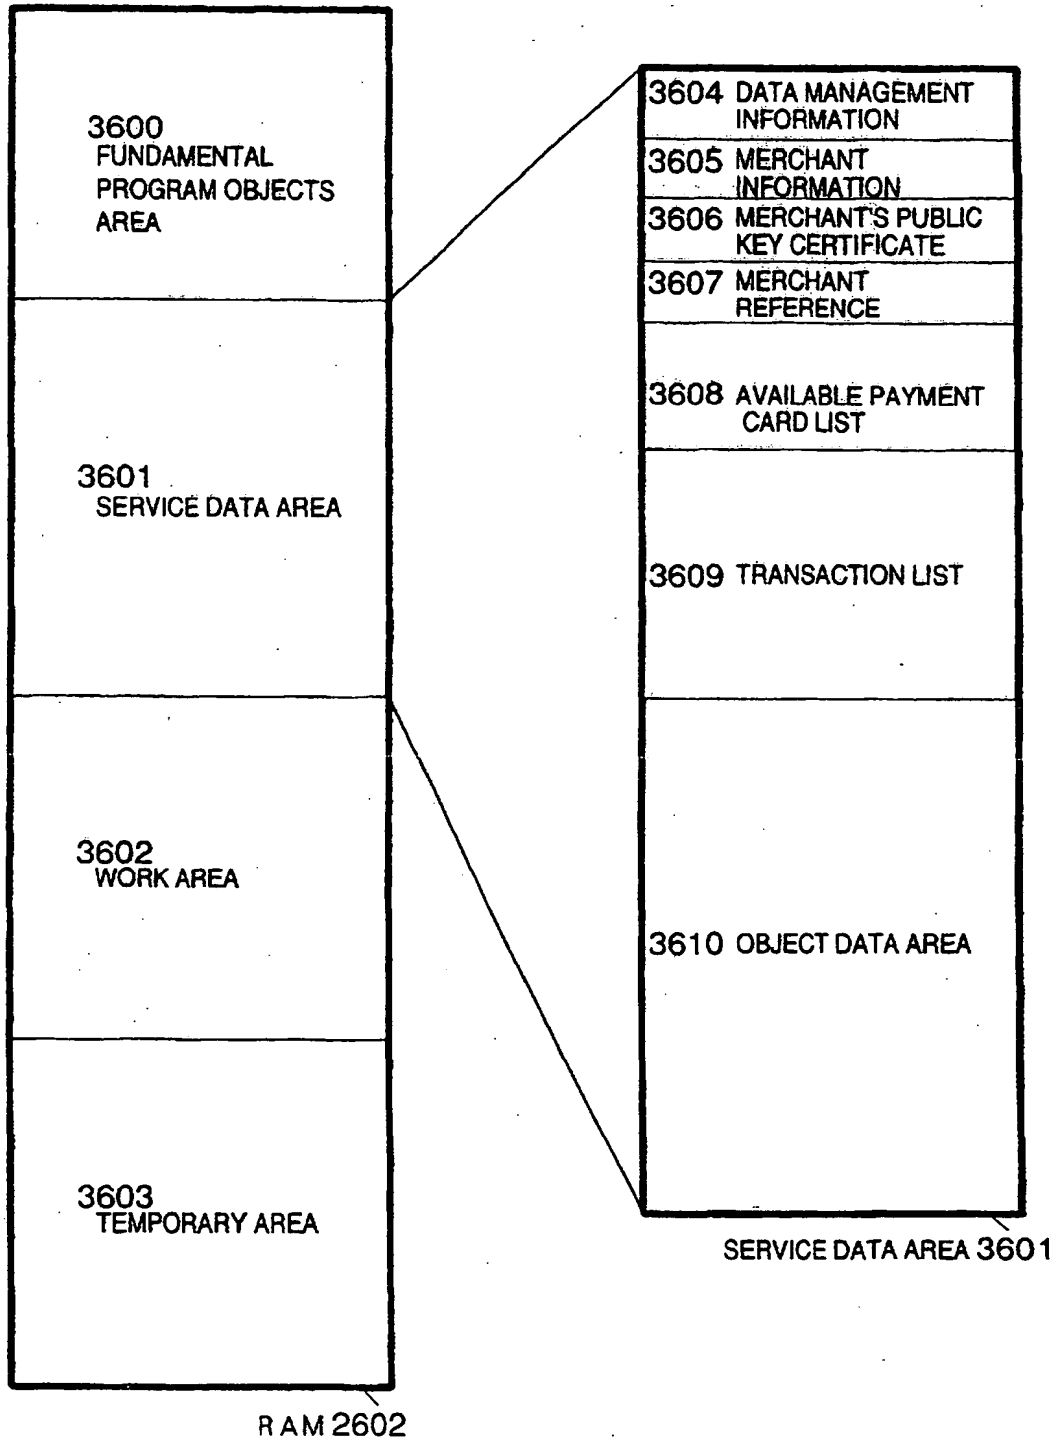 3600
FUNDAMENTAL
PROGRAM OBJECTS
AREA
3601
SERVICE DATA AREA
3602
WORK AREA
3603
TEMPORARY AREA
RAM 2602
3604 DATA MANAGEMENT
INFORMATION
3605 MERCHANT
INFORMATION
3606 MERCHANT'S PUBLIC
KEY CERTIFICATE
3607 MERCHANT
REFERENCE
3608 AVAILABLE PAYMENT
CARD LIST
3609 TRANSACTION LIST
3610 OBJECT DATA AREA
SERVICE DATA AREA 3601